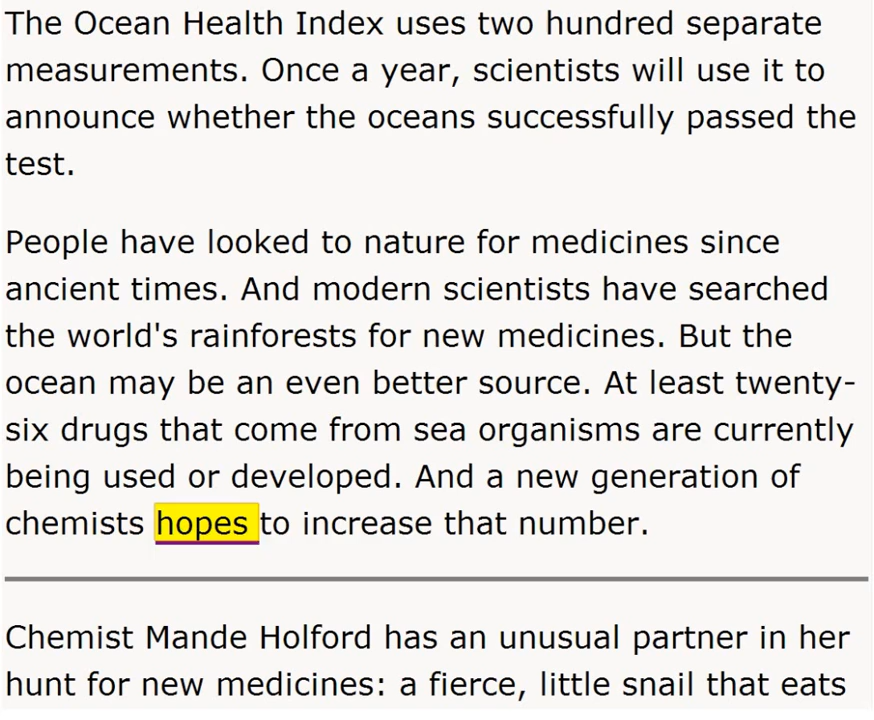 The Ocean Health Index uses two hundred separate
measurements. Once a year, scientists will use it to
announce whether the oceans successfully passed the
test.
People have looked to nature for medicines since
ancient times. And modern scientists have searched
the world's rainforests for new medicines. But the
ocean may be an even better source. At least twenty-
six drugs that come from sea organisms are currently
being used or developed. And a new generation of
chemists hopes to increase that number.
Chemist Mande Holford has an unusual partner in her
hunt for new medicines: a fierce, little snail that eats